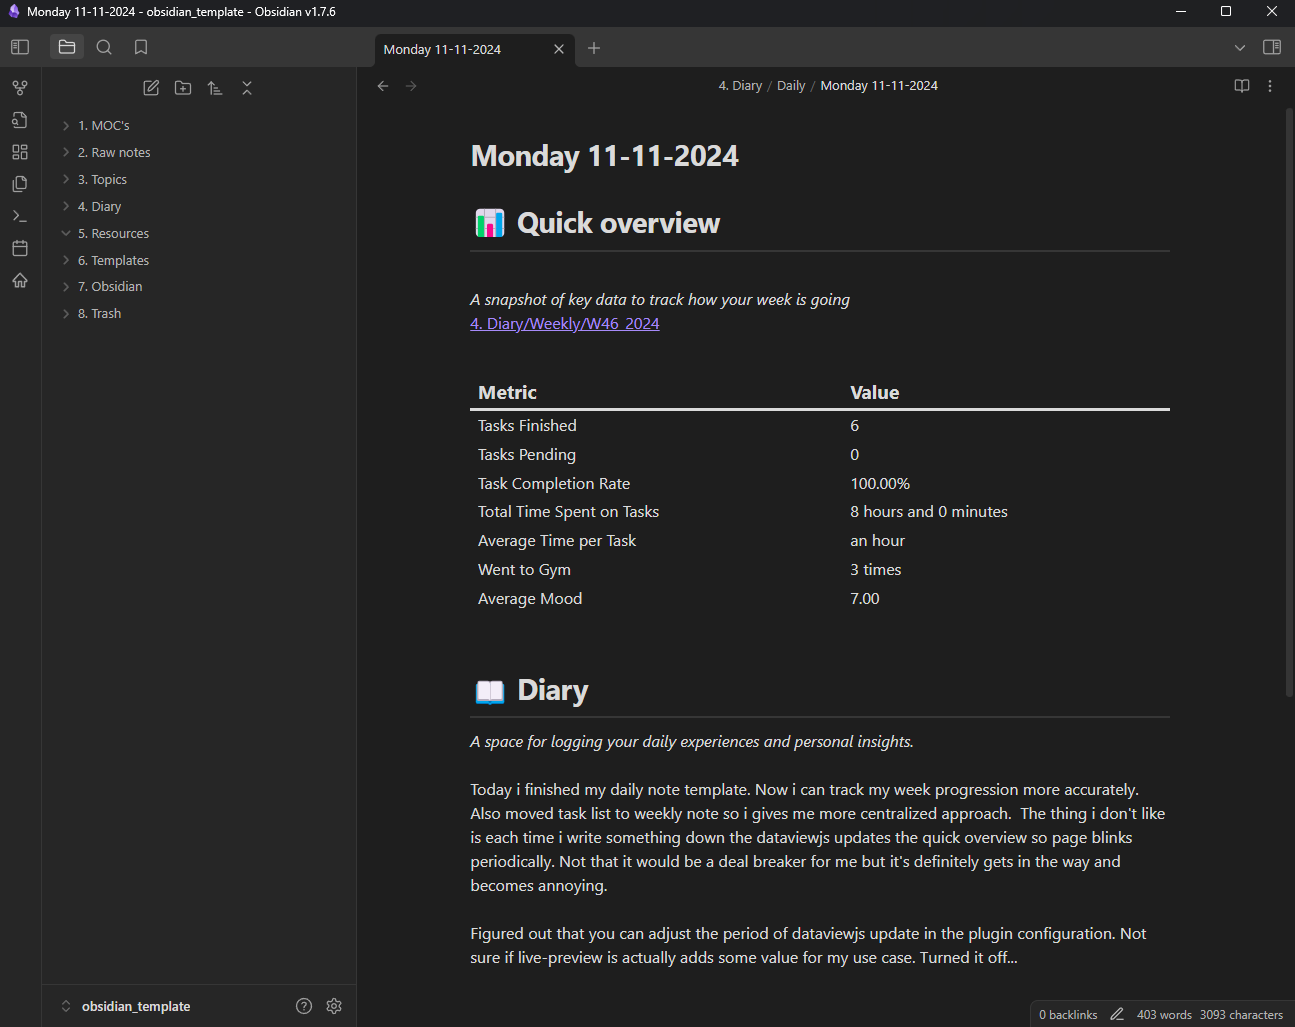 Monday 11-11-2024 - obsidian_template - Obsidian v1.7.6
Monday 11-11-2024
4. Diary / Daily / Monday 11-11-2024
1. MOC's
2. Raw notes
3. Topics
4. Diary
5. Resources
6. Templates
7. Obsidian
8. Trash
Monday 11-11-2024
Quick overview
A snapshot of key data to track how your week is going
4. Diary/Weekly/W46_2024
Metric Value
Tasks Finished 6
Tasks Pending 0
Task Completion Rate 100.00%
Total Time Spent on Tasks 8 hours and 0 minutes
Average Time per Task an hour
Went to Gym 3 times
Average Mood 7.00
Diary
A space for logging your daily experiences and personal insights.
Today i finished my daily note template. Now i can track my week progression more accurately.
Also moved task list to weekly note so i gives me more centralized approach.  The thing i don't like
is each time i write something down the dataviewjs updates the quick overview so page blinks
periodically. Not that it would be a deal breaker for me but it's definitely gets in the way and
becomes annoying.
Figured out that you can adjust the period of dataviewjs update in the plugin configuration. Not
sure if live-preview is actually adds some value for my use case. Turned it off...
obsidian_template
0 backlinks 403 words 3093 characters